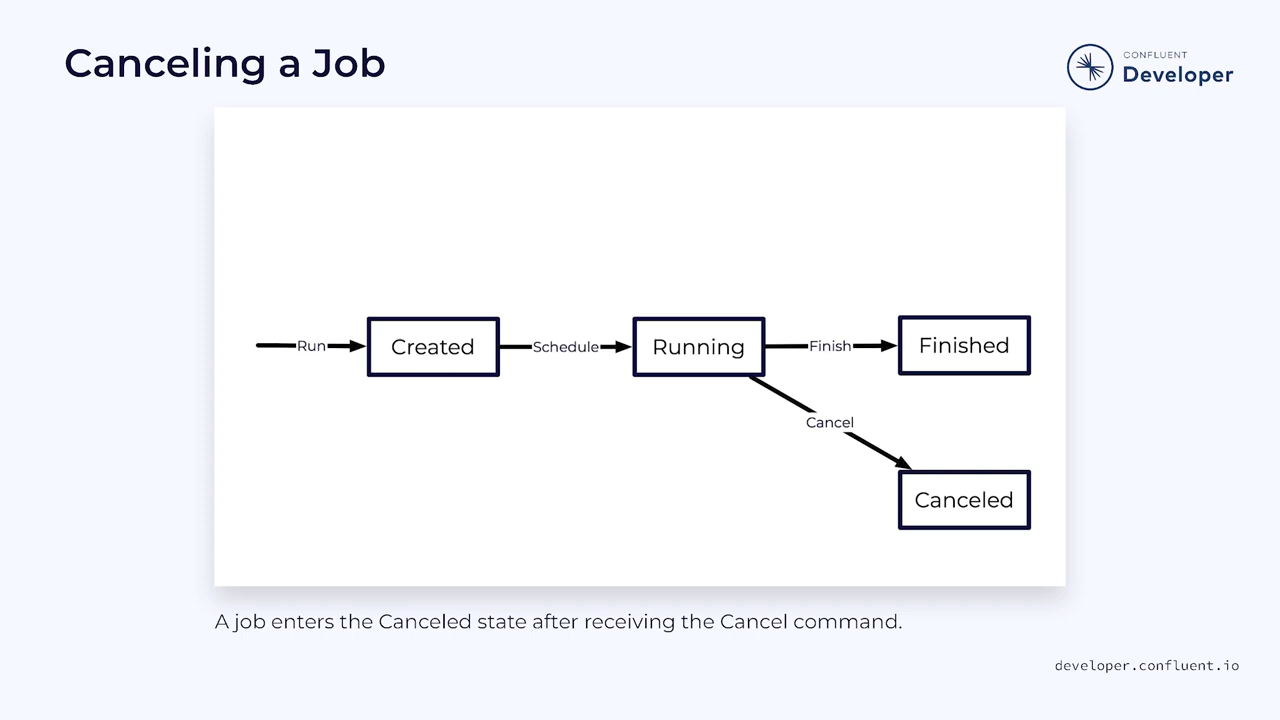 Canceling a Job
CONFLUENT
Developer
Run
Created
Schedule
Running
Finish
Finished
Cancel
Canceled
A job enters the Canceled state after receiving the Cancel command.
developer.confluent.io